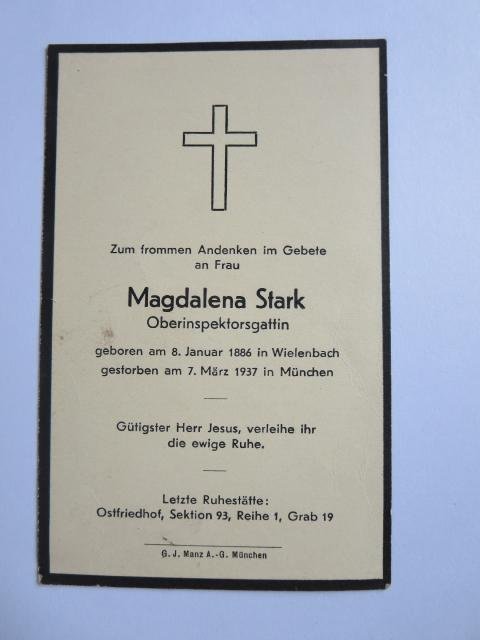 Zum frommen Andenken im Gebete
an Frau
Magdalena Stark
Oberinspektorsgattin
geboren am 8. Januar 1886 in Wielenbach
gestorben am 7. März 1937 in München
Gütigster Herr Jesus, verleihe ihr
die ewige Ruhe.
Letzte Ruhestätte:
Ostfriedhof, Sektion 93, Reihe 1, Grab 19
G. J. Manz A.-G. München